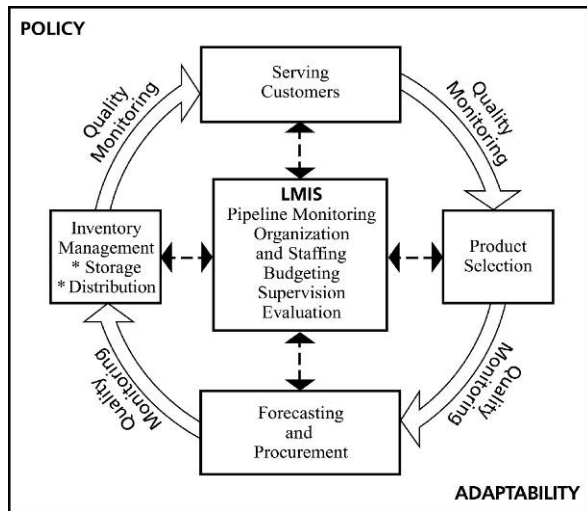 POLICY
Serving
Customers
Quality
Monitoring
Quality
Monitoring
LMIS
Pipeline Monitoring
Organization
and Staffing
Budgeting
Supervision
Evaluation
Inventory
Management
* Storage
* Distribution
Product
Selection
Quality
Monitoring
Quality
Monitoring
Forecasting
and
Procurement
ADAPTABILITY